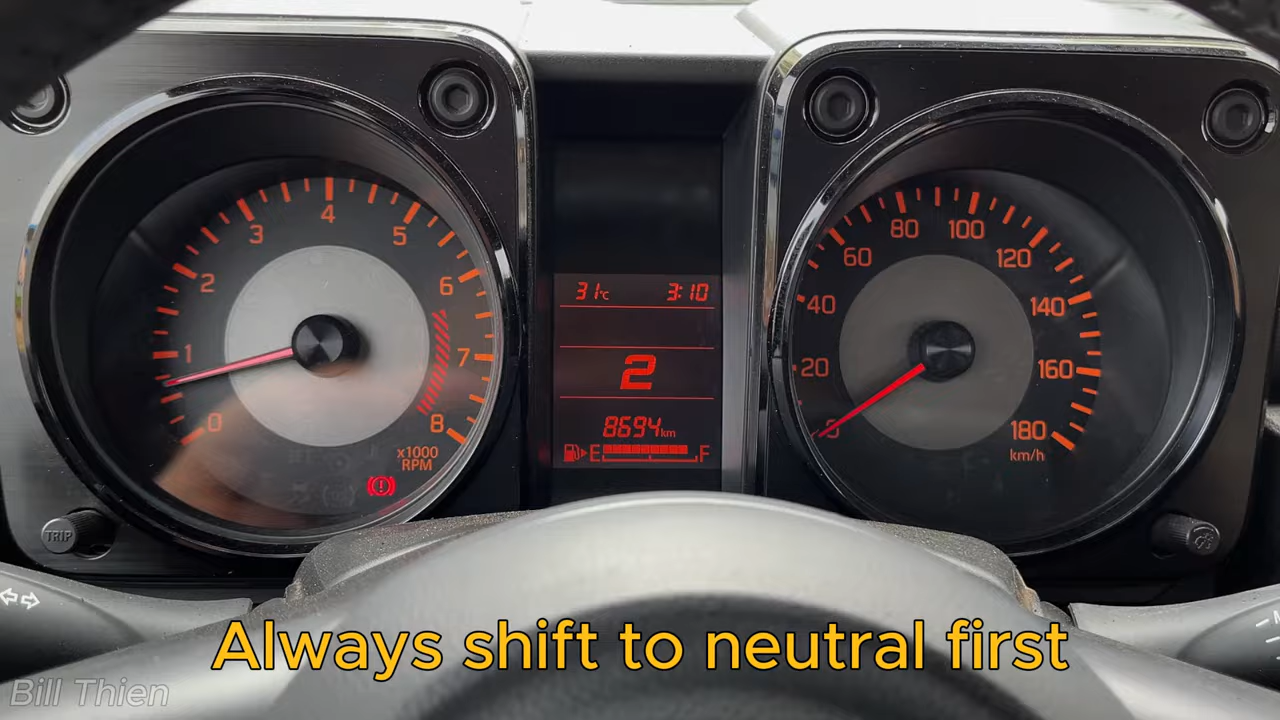 0
1
2
3
4
5
6
7
8
x1000
RPM
TRIP
31°C 3:10
2
8694km
E F
20
40
60
80
100
120
140
160
180
km/h
Always shift to neutral first
Bill Thien